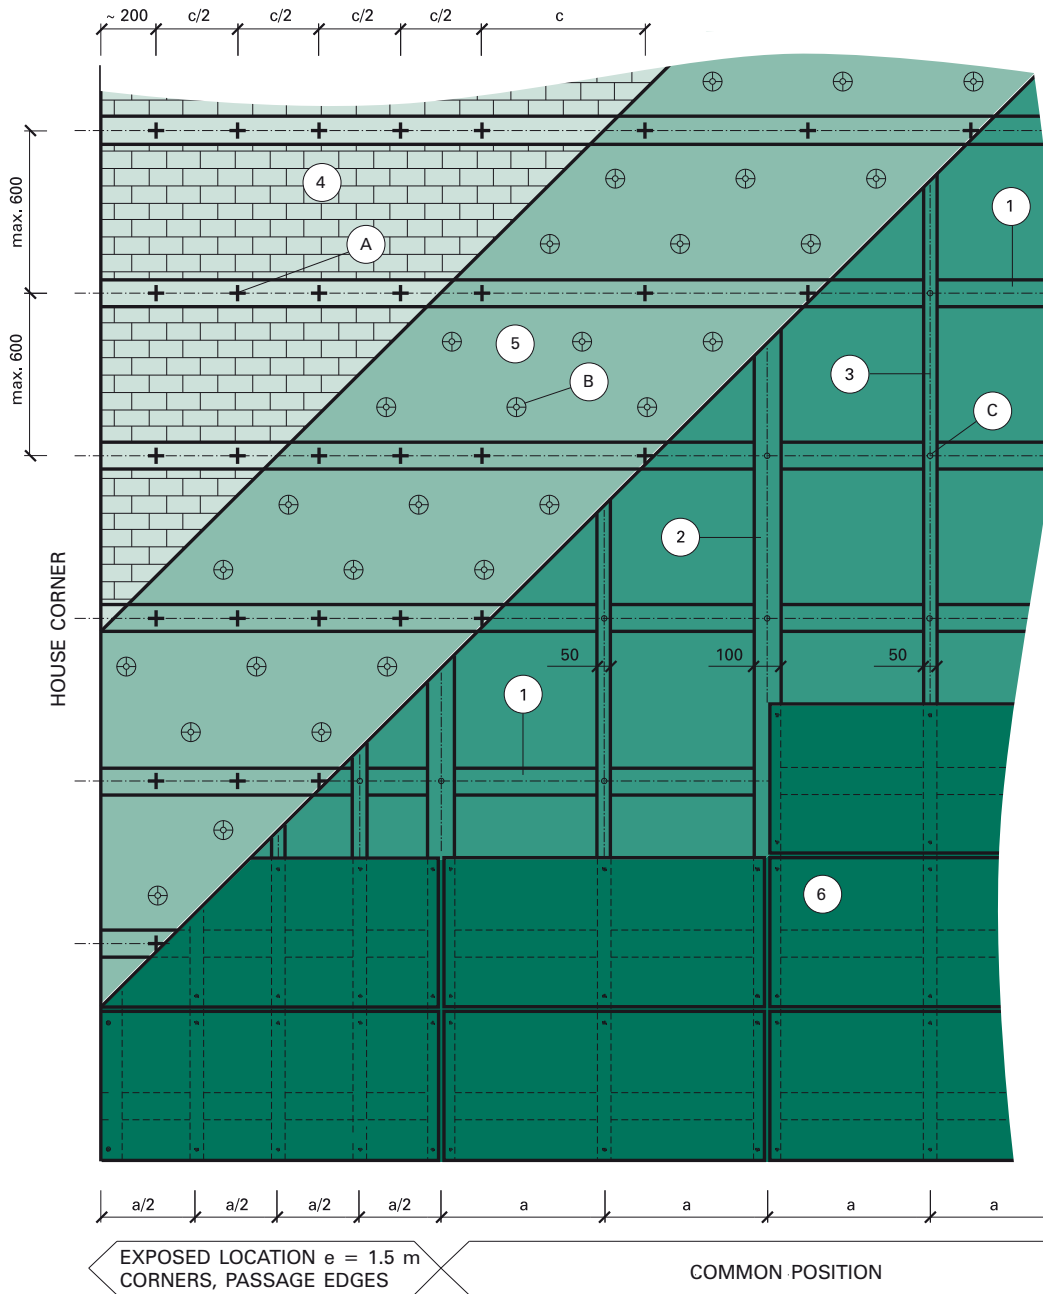 ~ 200
c/2
c/2
c/2
c/2
c
max. 600
max. 600
4
A
1
5
B
3
C
2
HOUSE CORNER
50
100
50
1
6
a/2
a/2
a/2
a/2
a
a
a
a
EXPOSED LOCATION e = 1.5 m
CORNERS, PASSAGE EDGES
COMMON POSITION